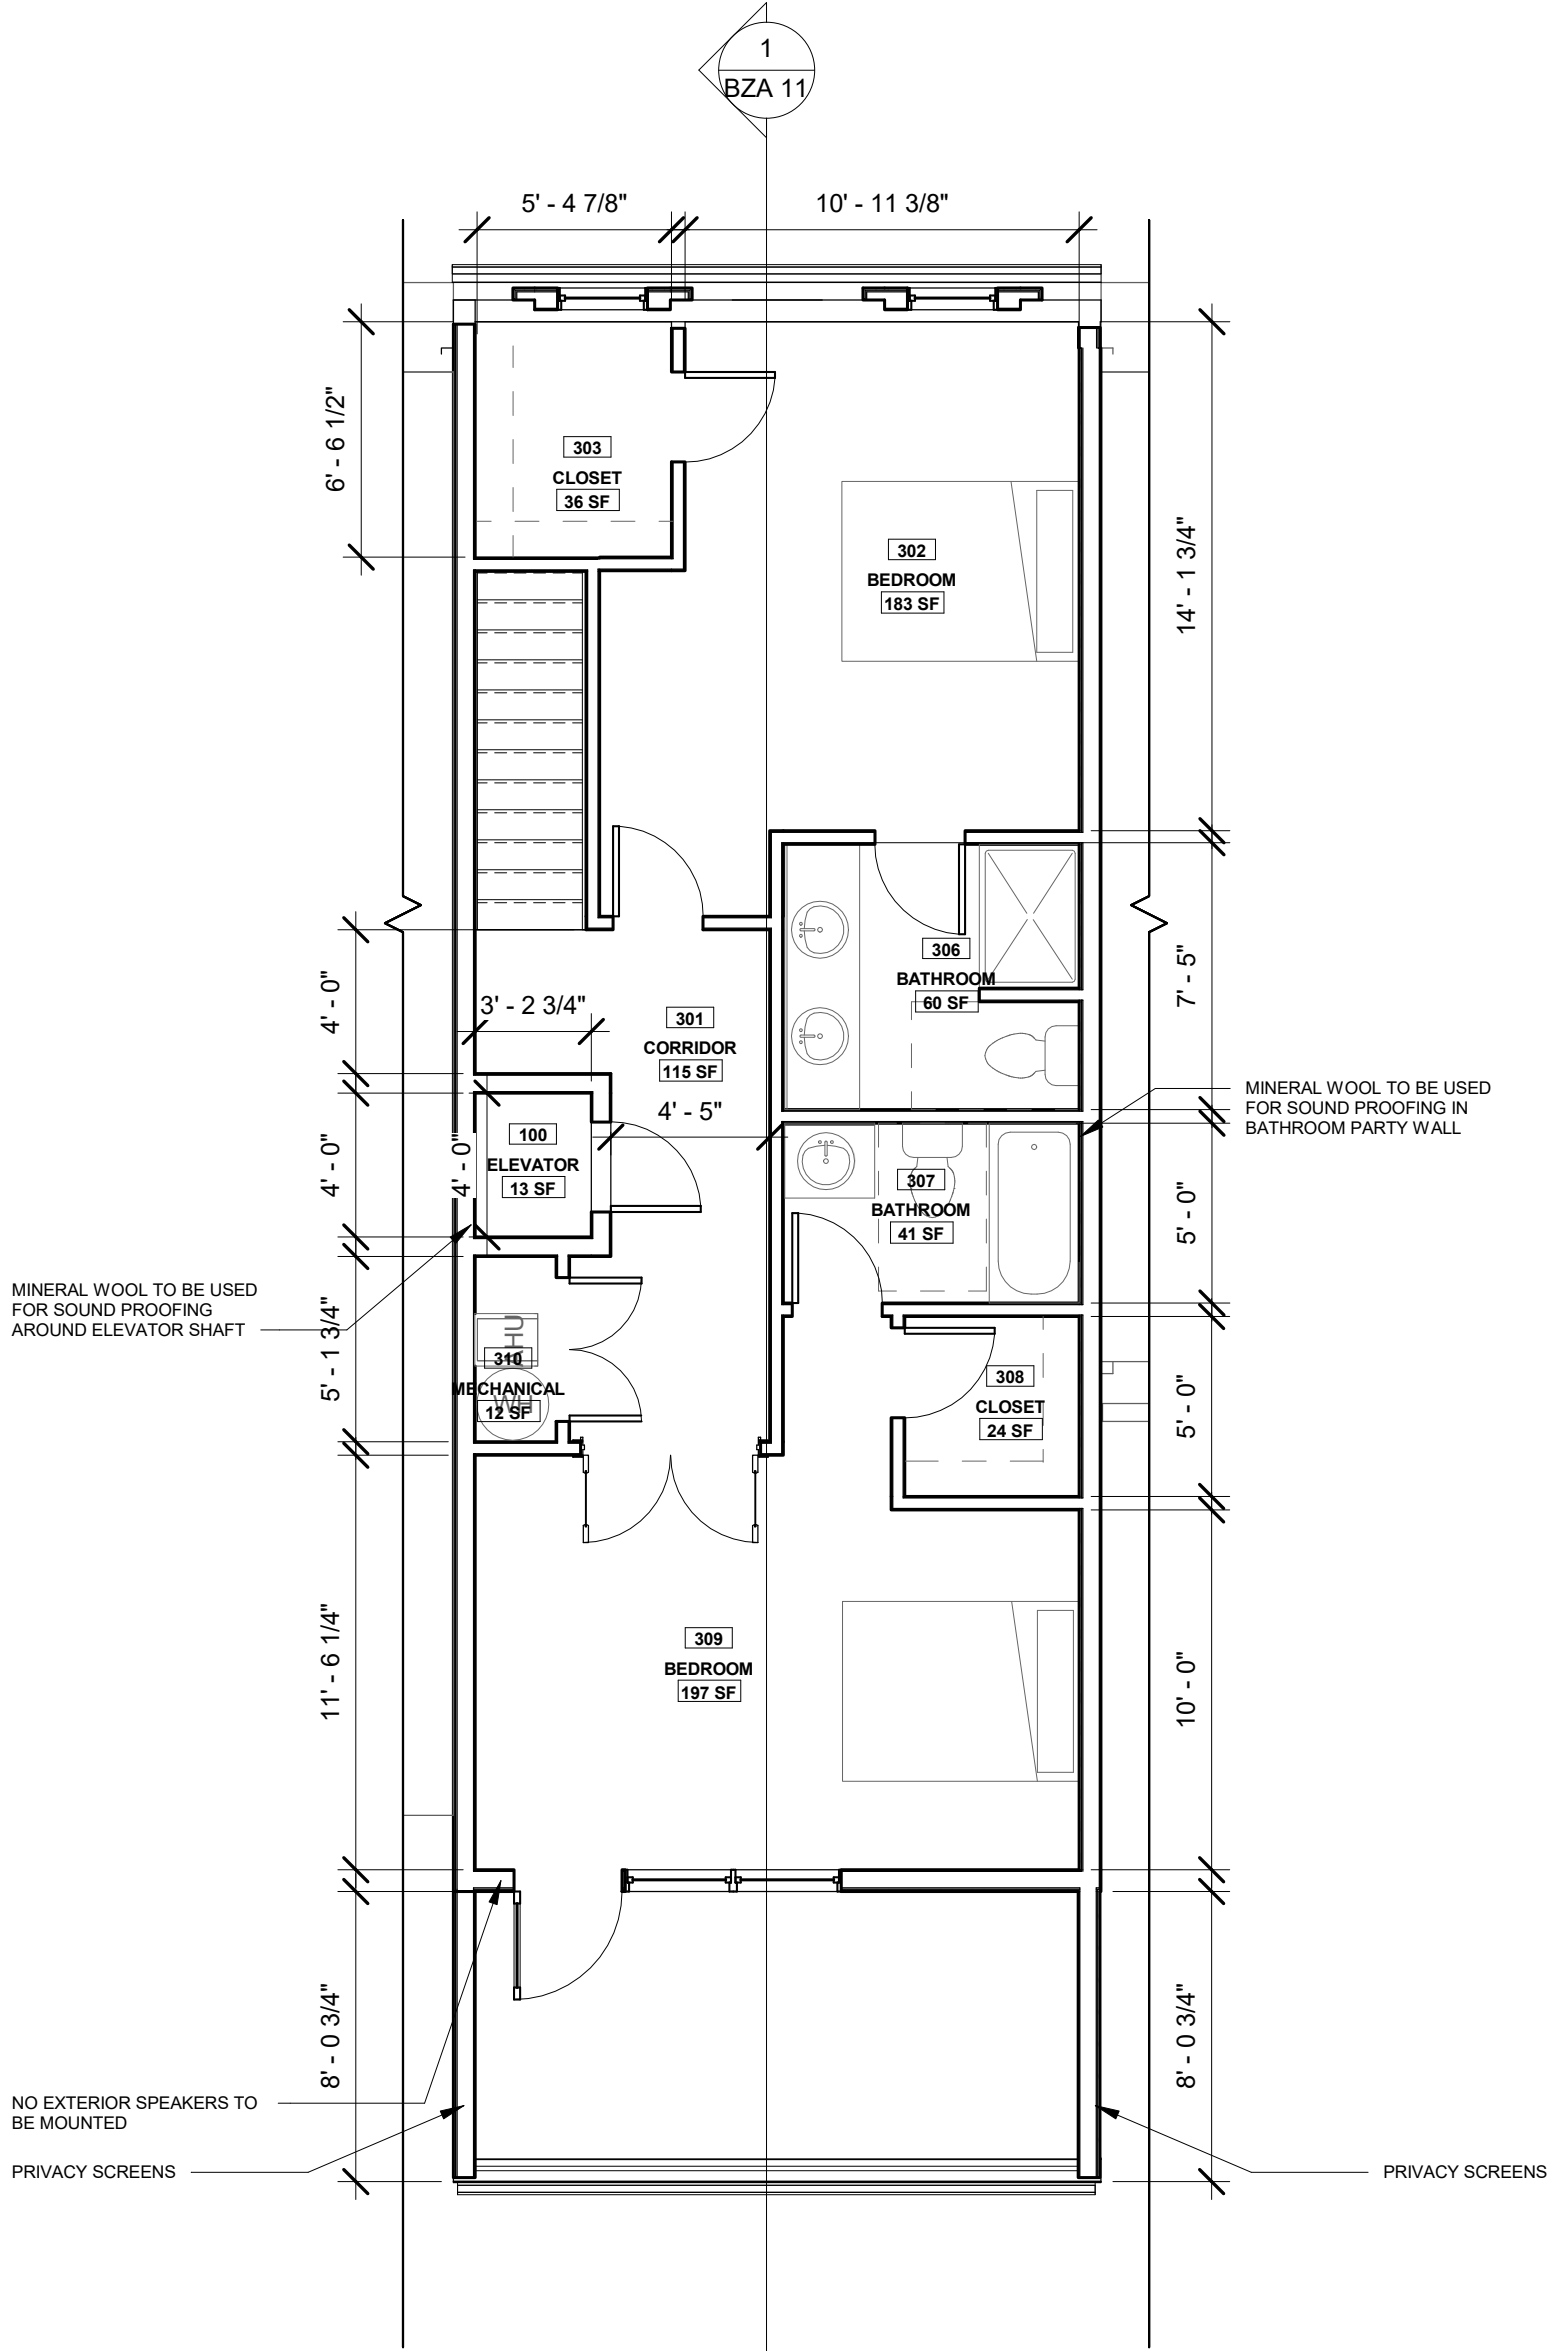 1
BZA 11
5' - 4 7/8"
10' - 11 3/8"
6' - 6 1/2"
303
CLOSET
36 SF
302
BEDROOM
183 SF
14' - 1 3/4"
4' - 0"
3' - 2 3/4"
301
CORRIDOR
115 SF
4' - 5"
306
BATHROOM
60 SF
7' - 5"
MINERAL WOOL TO BE USED
FOR SOUND PROOFING IN
BATHROOM PARTY WALL
4' - 0"
4' - 0"
100
ELEVATOR
13 SF
307
BATHROOM
41 SF
5' - 0"
MINERAL WOOL TO BE USED
FOR SOUND PROOFING
AROUND ELEVATOR SHAFT
5' - 1 3/4"
AHU
310
MECHANICAL
WH
12 SF
308
CLOSET
24 SF
5' - 0"
11' - 6 1/4"
309
BEDROOM
197 SF
10' - 0"
8' - 0 3/4"
8' - 0 3/4"
NO EXTERIOR SPEAKERS TO
BE MOUNTED
PRIVACY SCREENS
PRIVACY SCREENS